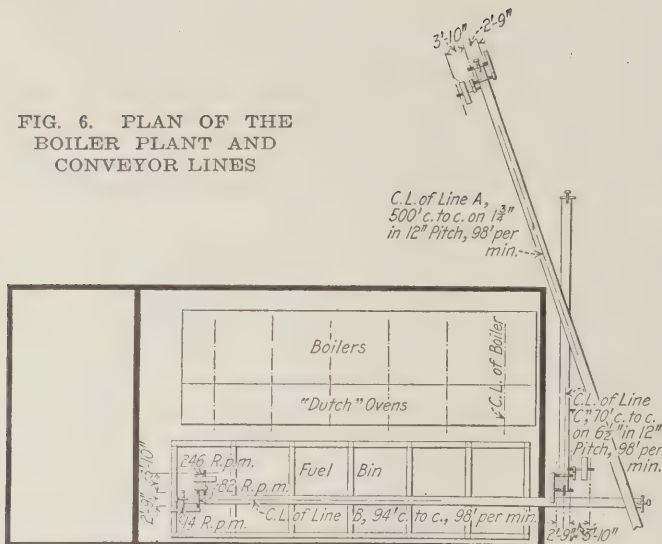 3'-10" 2'-9"
FIG. 6. PLAN OF THE
BOILER PLANT AND
CONVEYOR LINES
C.L. of Line A,
500' c. to c. on 1¾"
in 12" Pitch, 98' per
min.
Boilers
"Dutch" Ovens
C.L. of Boiler
C.L. of Line
"C", 70' c. to c.
on 6½" in 12"
Pitch, 98' per
min.
2'-9" 3'-10"
246 R.p.m.
82 R.p.m.
14 R.p.m.
Fuel Bin
C.L. of Line B, 94' c. to c., 98' per min.
2'-9" 3'-10"